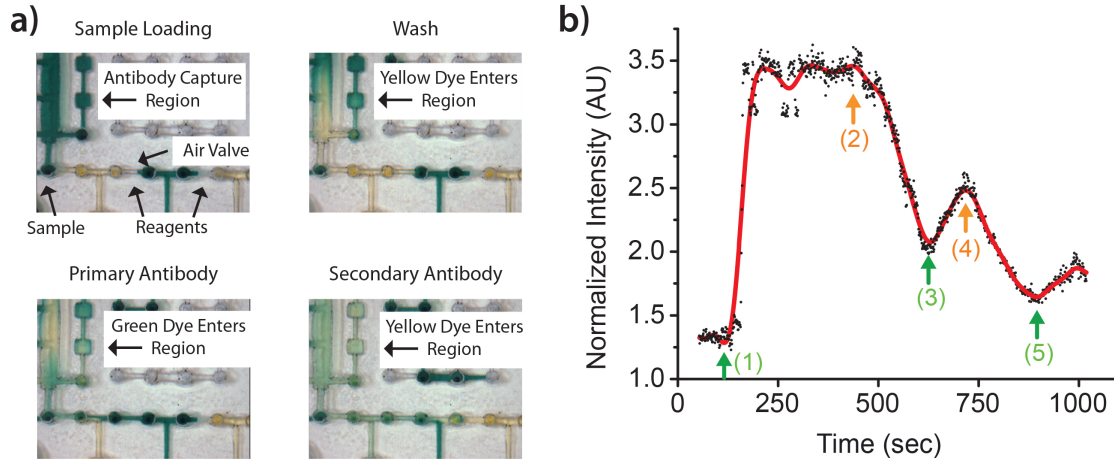 a)
Sample Loading
Antibody Capture
Region
Air Valve
Sample
Reagents
Wash
Yellow Dye Enters
Region
Primary Antibody
Green Dye Enters
Region
Secondary Antibody
Yellow Dye Enters
Region
b)
Normalized Intensity (AU)
3.5
3.0
2.5
2.0
1.5
1.0
(1)
(2)
(3)
(4)
(5)
0
250
500
750
1000
Time (sec)